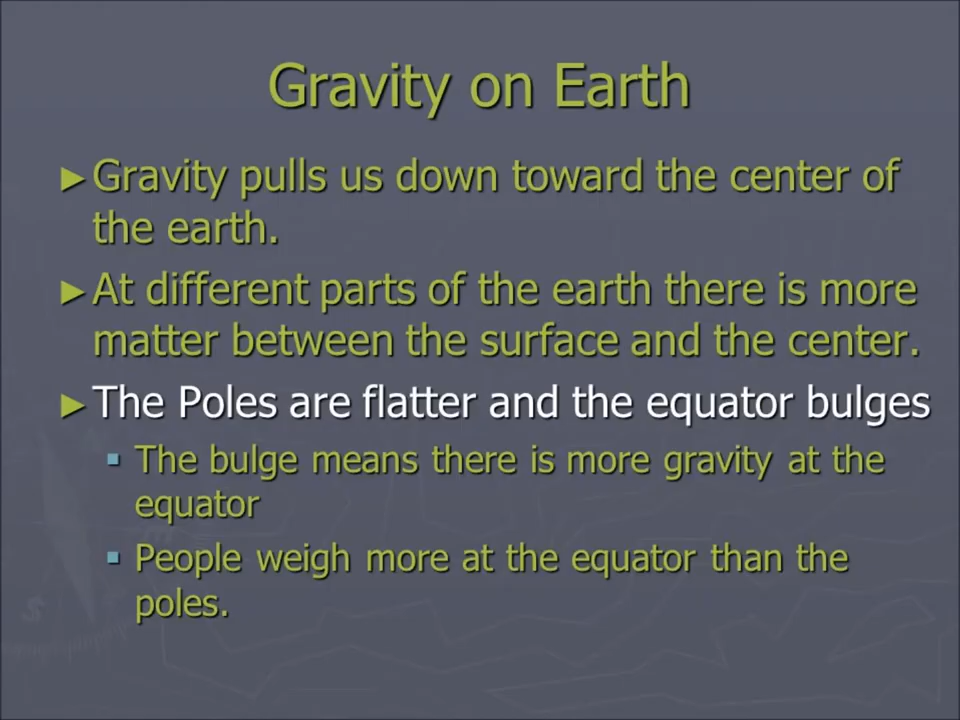 Gravity on Earth
►Gravity pulls us down toward the center of
the earth.
►At different parts of the earth there is more
matter between the surface and the center.
►The Poles are flatter and the equator bulges
▪ The bulge means there is more gravity at the
equator
▪ People weigh more at the equator than the
poles.